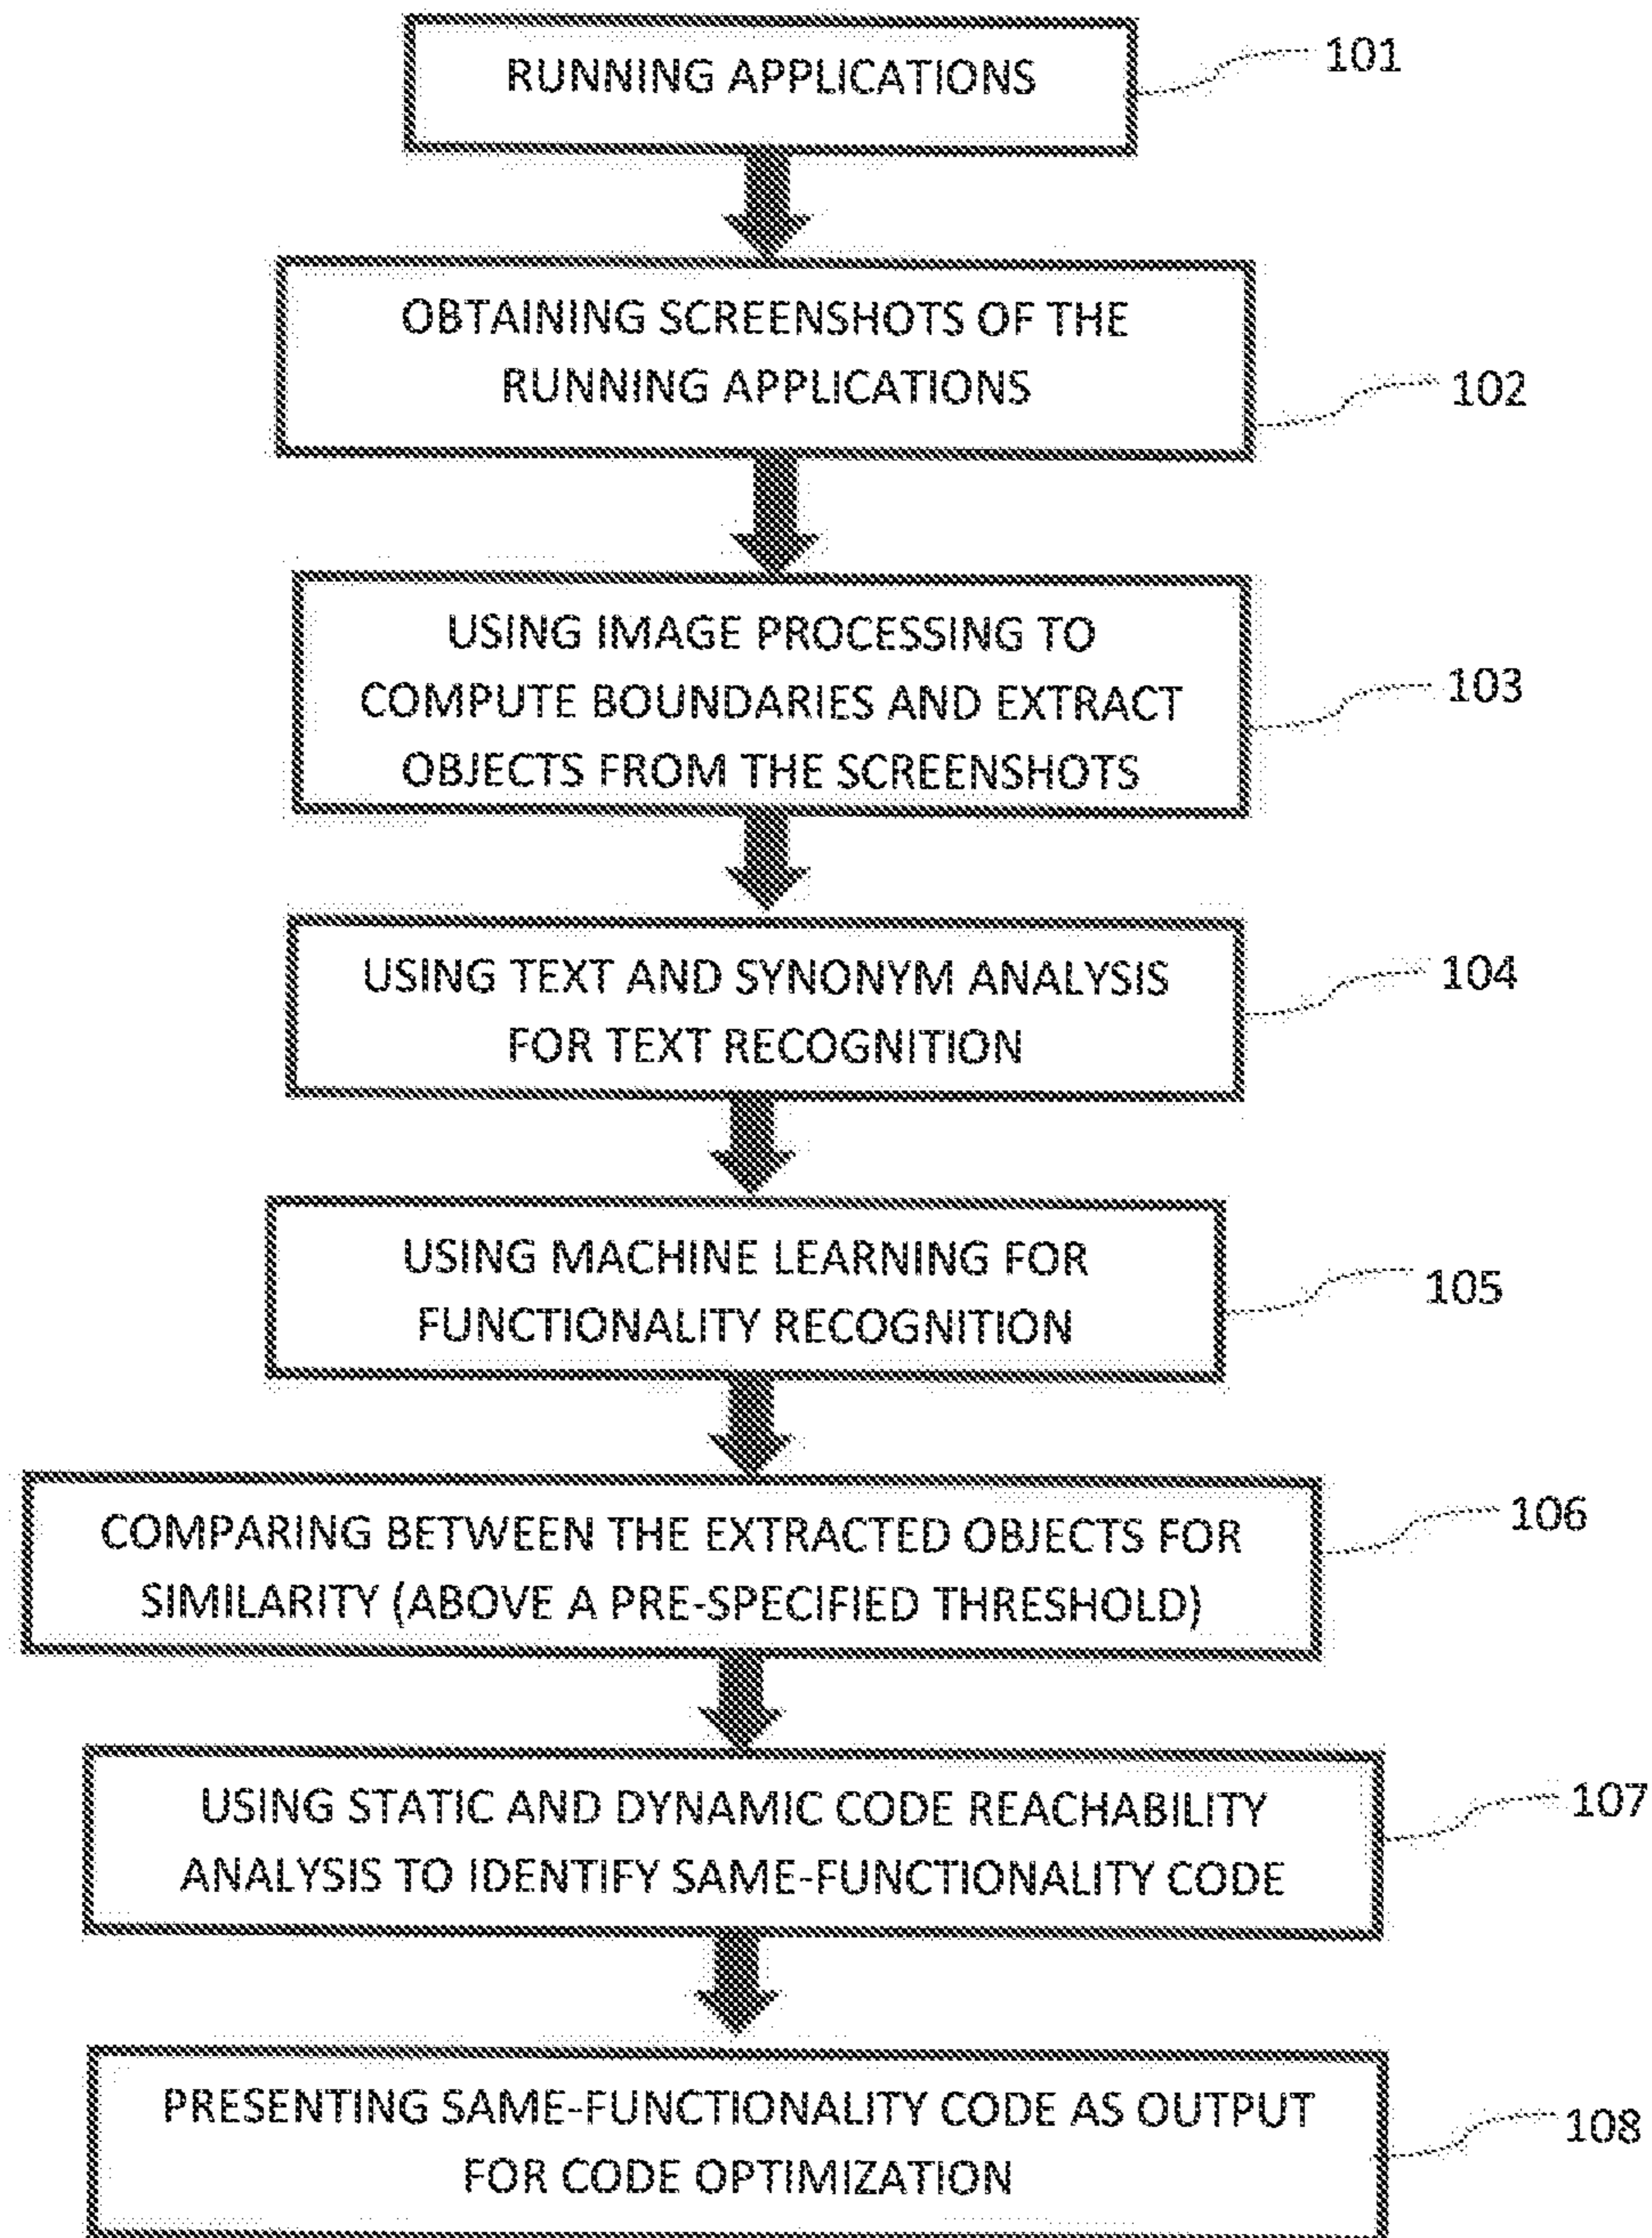 RUNNING APPLICATIONS
101
OBTAINING SCREENSHOTS OF THE
RUNNING APPLICATIONS
102
USING IMAGE PROCESSING TO
COMPUTE BOUNDARIES AND EXTRACT
OBJECTS FROM THE SCREENSHOTS
103
USING TEXT AND SYNONYM ANALYSIS
FOR TEXT RECOGNITION
104
USING MACHINE LEARNING FOR
FUNCTIONALITY RECOGNITION
105
COMPARING BETWEEN THE EXTRACTED OBJECTS FOR
SIMILARITY (ABOVE A PRE-SPECIFIED THRESHOLD)
106
USING STATIC AND DYNAMIC CODE REACHABILITY
ANALYSIS TO IDENTIFY SAME-FUNCTIONALITY CODE
107
PRESENTING SAME-FUNCTIONALITY CODE AS OUTPUT
FOR CODE OPTIMIZATION
108